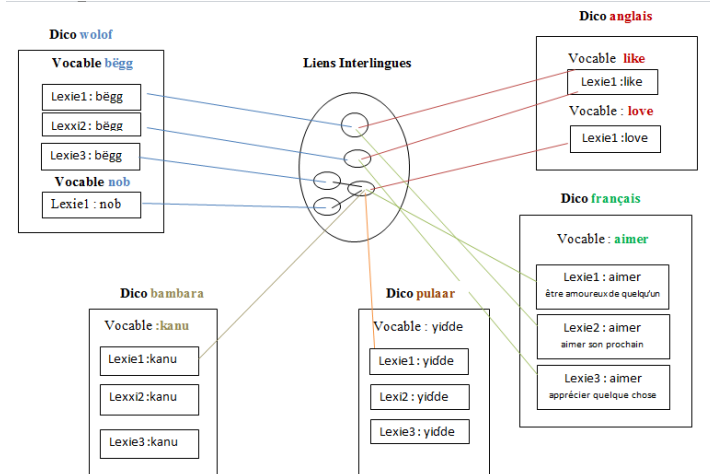 Dico wolof
Vocable bëgg
Lexie1 : bëgg
Lexxi2 : bëgg
Lexie3 : bëgg
Vocable nob
Lexie1 : nob
Liens Interlingues
Dico anglais
Vocable like
Lexie1 :like
Vocable : love
Lexie1 :love
Dico français
Vocable : aimer
Lexie1 : aimer
être amoureux de quelqu'un
Lexie2 : aimer
aimer son prochain
Lexie3 : aimer
apprécier quelque chose
Dico bambara
Vocable :kanu
Lexie1 :kanu
Lexxi2 :kanu
Lexie3 :kanu
Dico pulaar
Vocable : yiɗde
Lexie1 : yiɗde
Lexi2 : yiɗde
Lexie3 : yiɗde